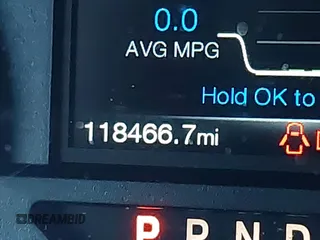 0.0
AVG MPG
Hold OK to
118466.7mi
P R N D
DREAMBID